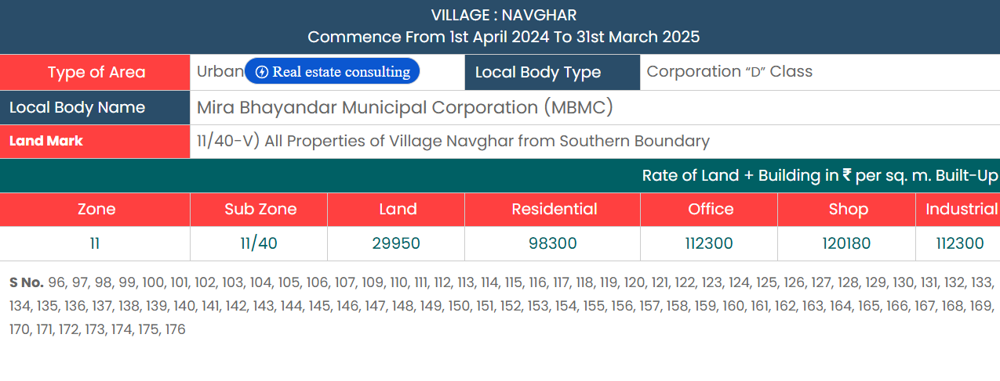 VILLAGE : NAVGHAR
Commence From 1st April 2024 To 31st March 2025
Type of Area Urban Real estate consulting Local Body Type Corporation “D” Class
Local Body Name Mira Bhayandar Municipal Corporation (MBMC)
Land Mark 11/40-V) All Properties of Village Navghar from Southern Boundary
Rate of Land + Building in ₹ per sq. m. Built-Up
Zone Sub Zone Land Residential Office Shop Industrial
11 11/40 29950 98300 112300 120180 112300
S No. 96, 97, 98, 99, 100, 101, 102, 103, 104, 105, 106, 107, 109, 110, 111, 112, 113, 114, 115, 116, 117, 118, 119, 120, 121, 122, 123, 124, 125, 126, 127, 128, 129, 130, 131, 132, 133,
134, 135, 136, 137, 138, 139, 140, 141, 142, 143, 144, 145, 146, 147, 148, 149, 150, 151, 152, 153, 154, 155, 156, 157, 158, 159, 160, 161, 162, 163, 164, 165, 166, 167, 168, 169,
170, 171, 172, 173, 174, 175, 176